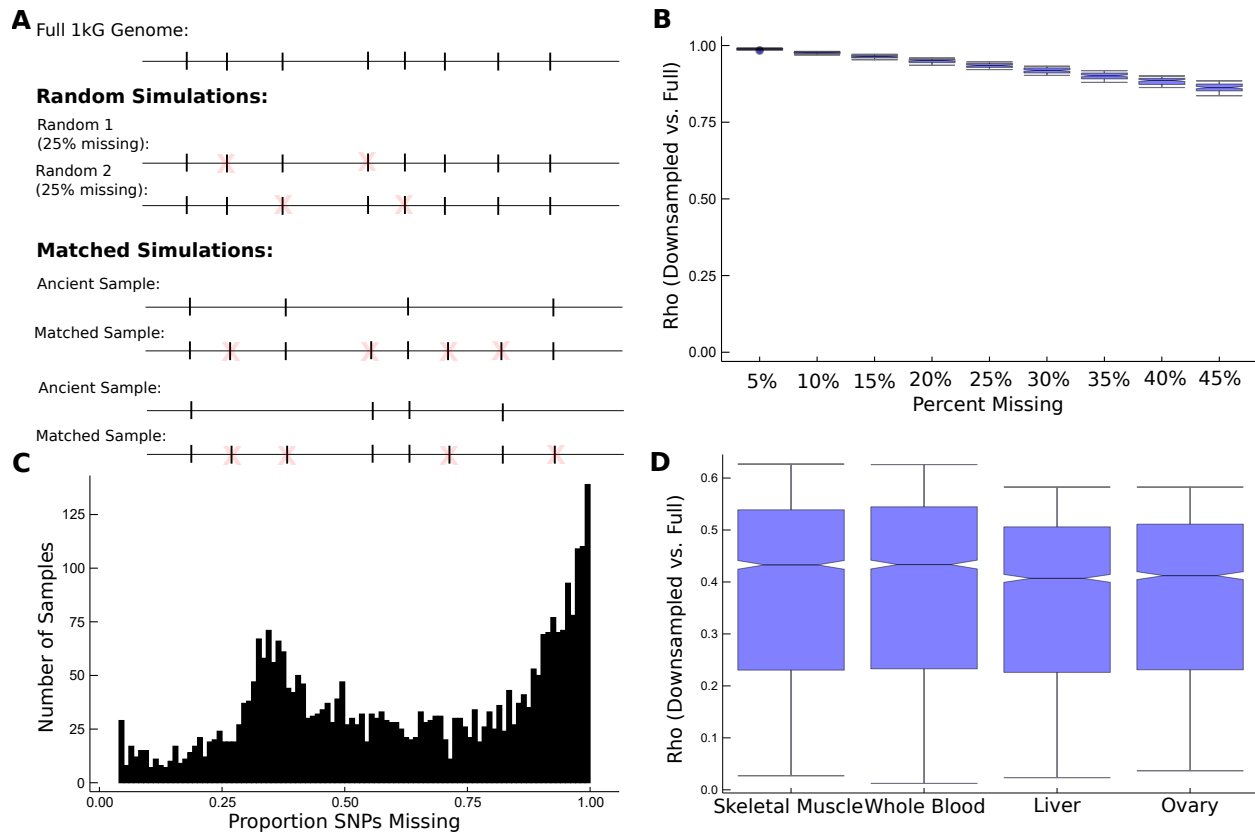 A
Full 1kG Genome:
Random Simulations:
Random 1
(25% missing):
Random 2
(25% missing):
Matched Simulations:
Ancient Sample:
Matched Sample:
Ancient Sample:
Matched Sample:
B
Rho (Downsampled vs. Full)
1.00
0.75
0.50
0.25
0.00
5% 10% 15% 20% 25% 30% 35% 40% 45%
Percent Missing
C
Number of Samples
125
100
75
50
25
0
0.00 0.25 0.50 0.75 1.00
Proportion SNPs Missing
D
Rho (Downsampled vs. Full)
0.6
0.5
0.4
0.3
0.2
0.1
0.0
Skeletal Muscle Whole Blood Liver Ovary